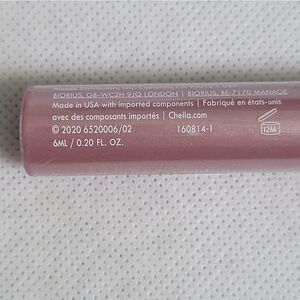 BIORIUS, GB-WC2H 9JQ LONDON | BIORIUS, BE-7170 MANAGE
Made in USA with imported components | Fabriqué en états-unis
avec des composants importés | Chella.com
© 2020 6520006/02 160814-1 12M
6ML / 0.20 FL. OZ.